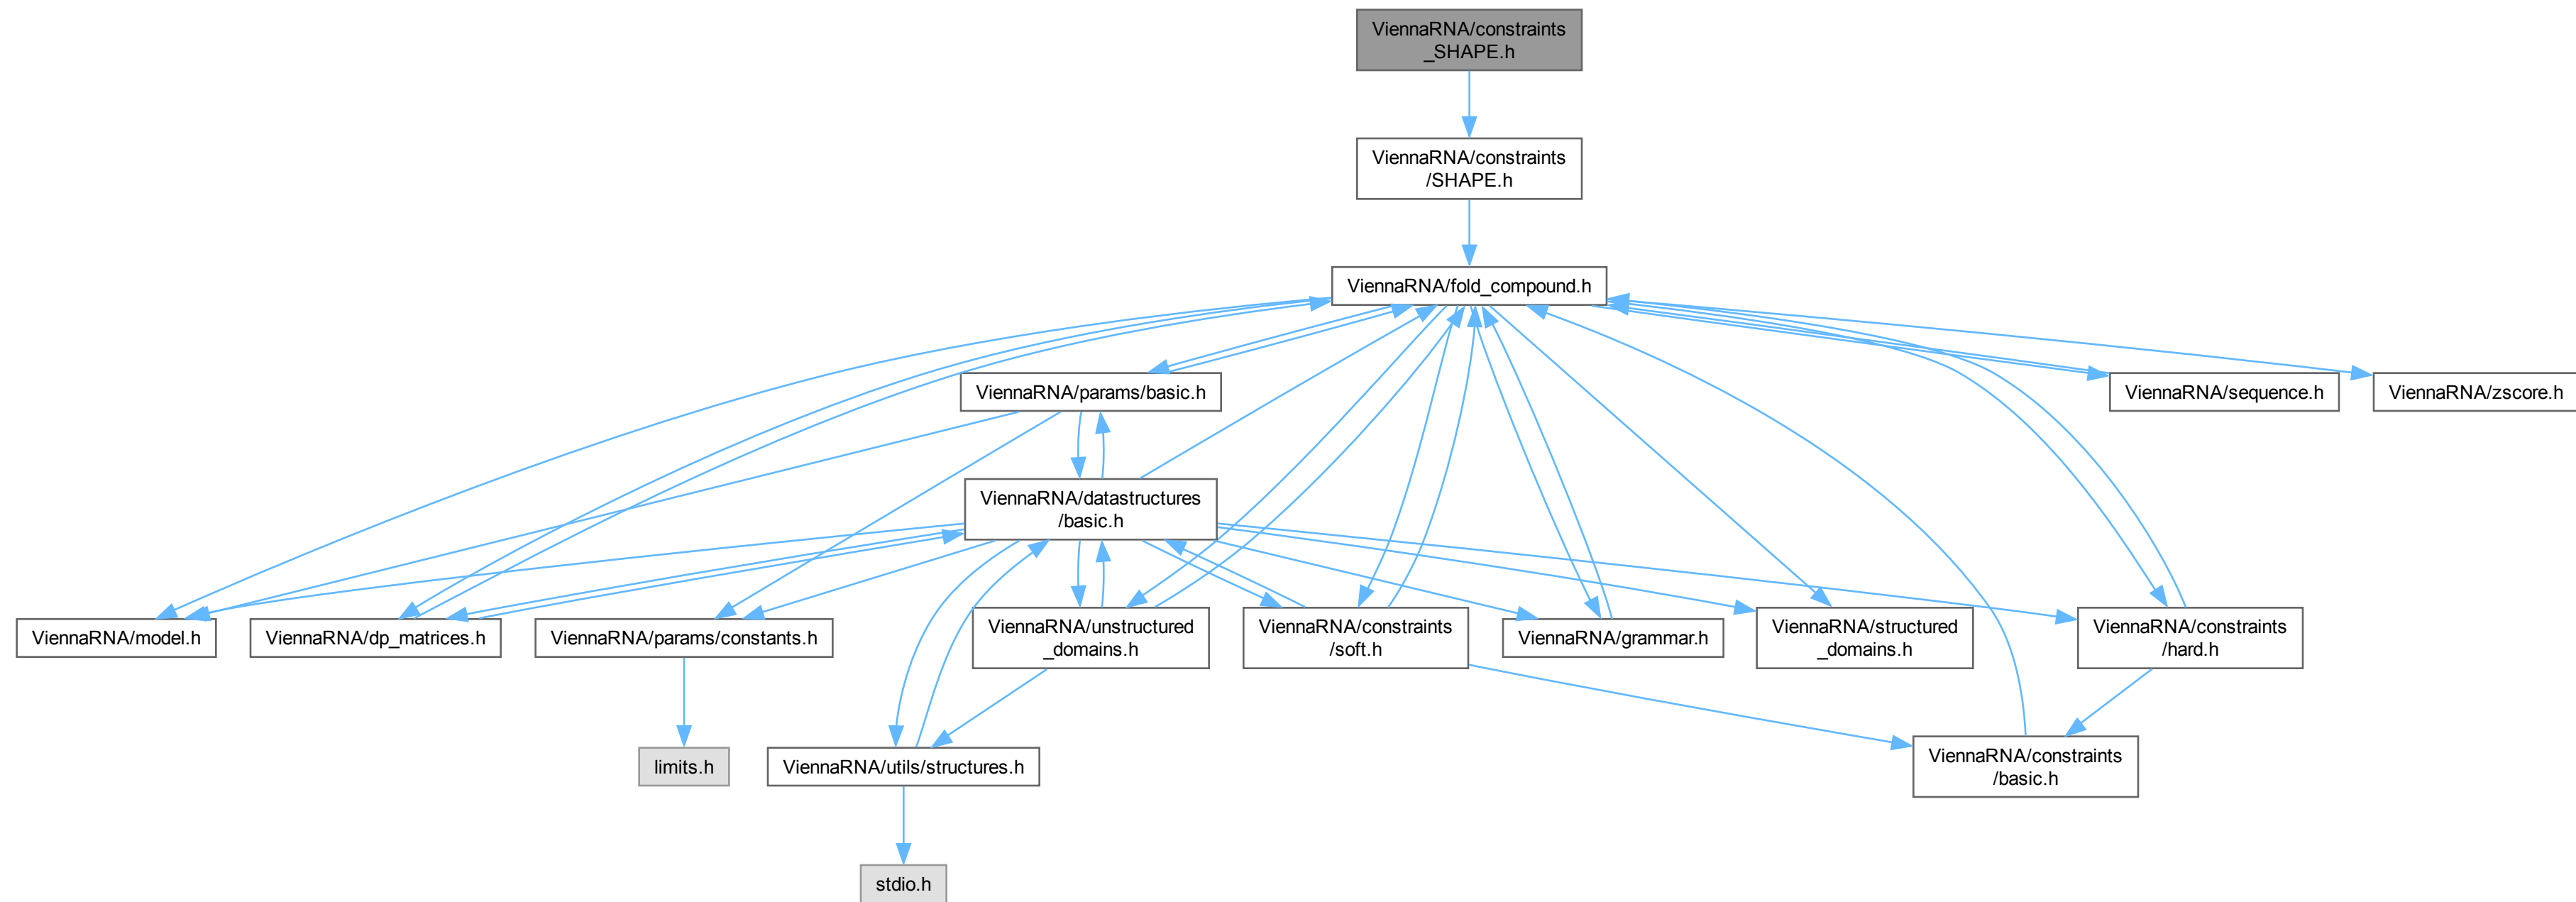 ViennaRNA/constraints
_SHAPE.h
ViennaRNA/constraints
/SHAPE.h
ViennaRNA/fold_compound.h
ViennaRNA/params/basic.h
ViennaRNA/sequence.h
ViennaRNA/zscore.h
ViennaRNA/datastructures
/basic.h
ViennaRNA/model.h
ViennaRNA/dp_matrices.h
ViennaRNA/params/constants.h
ViennaRNA/unstructured
_domains.h
ViennaRNA/constraints
/soft.h
ViennaRNA/grammar.h
ViennaRNA/structured
_domains.h
ViennaRNA/constraints
/hard.h
limits.h
ViennaRNA/utils/structures.h
ViennaRNA/constraints
/basic.h
stdio.h